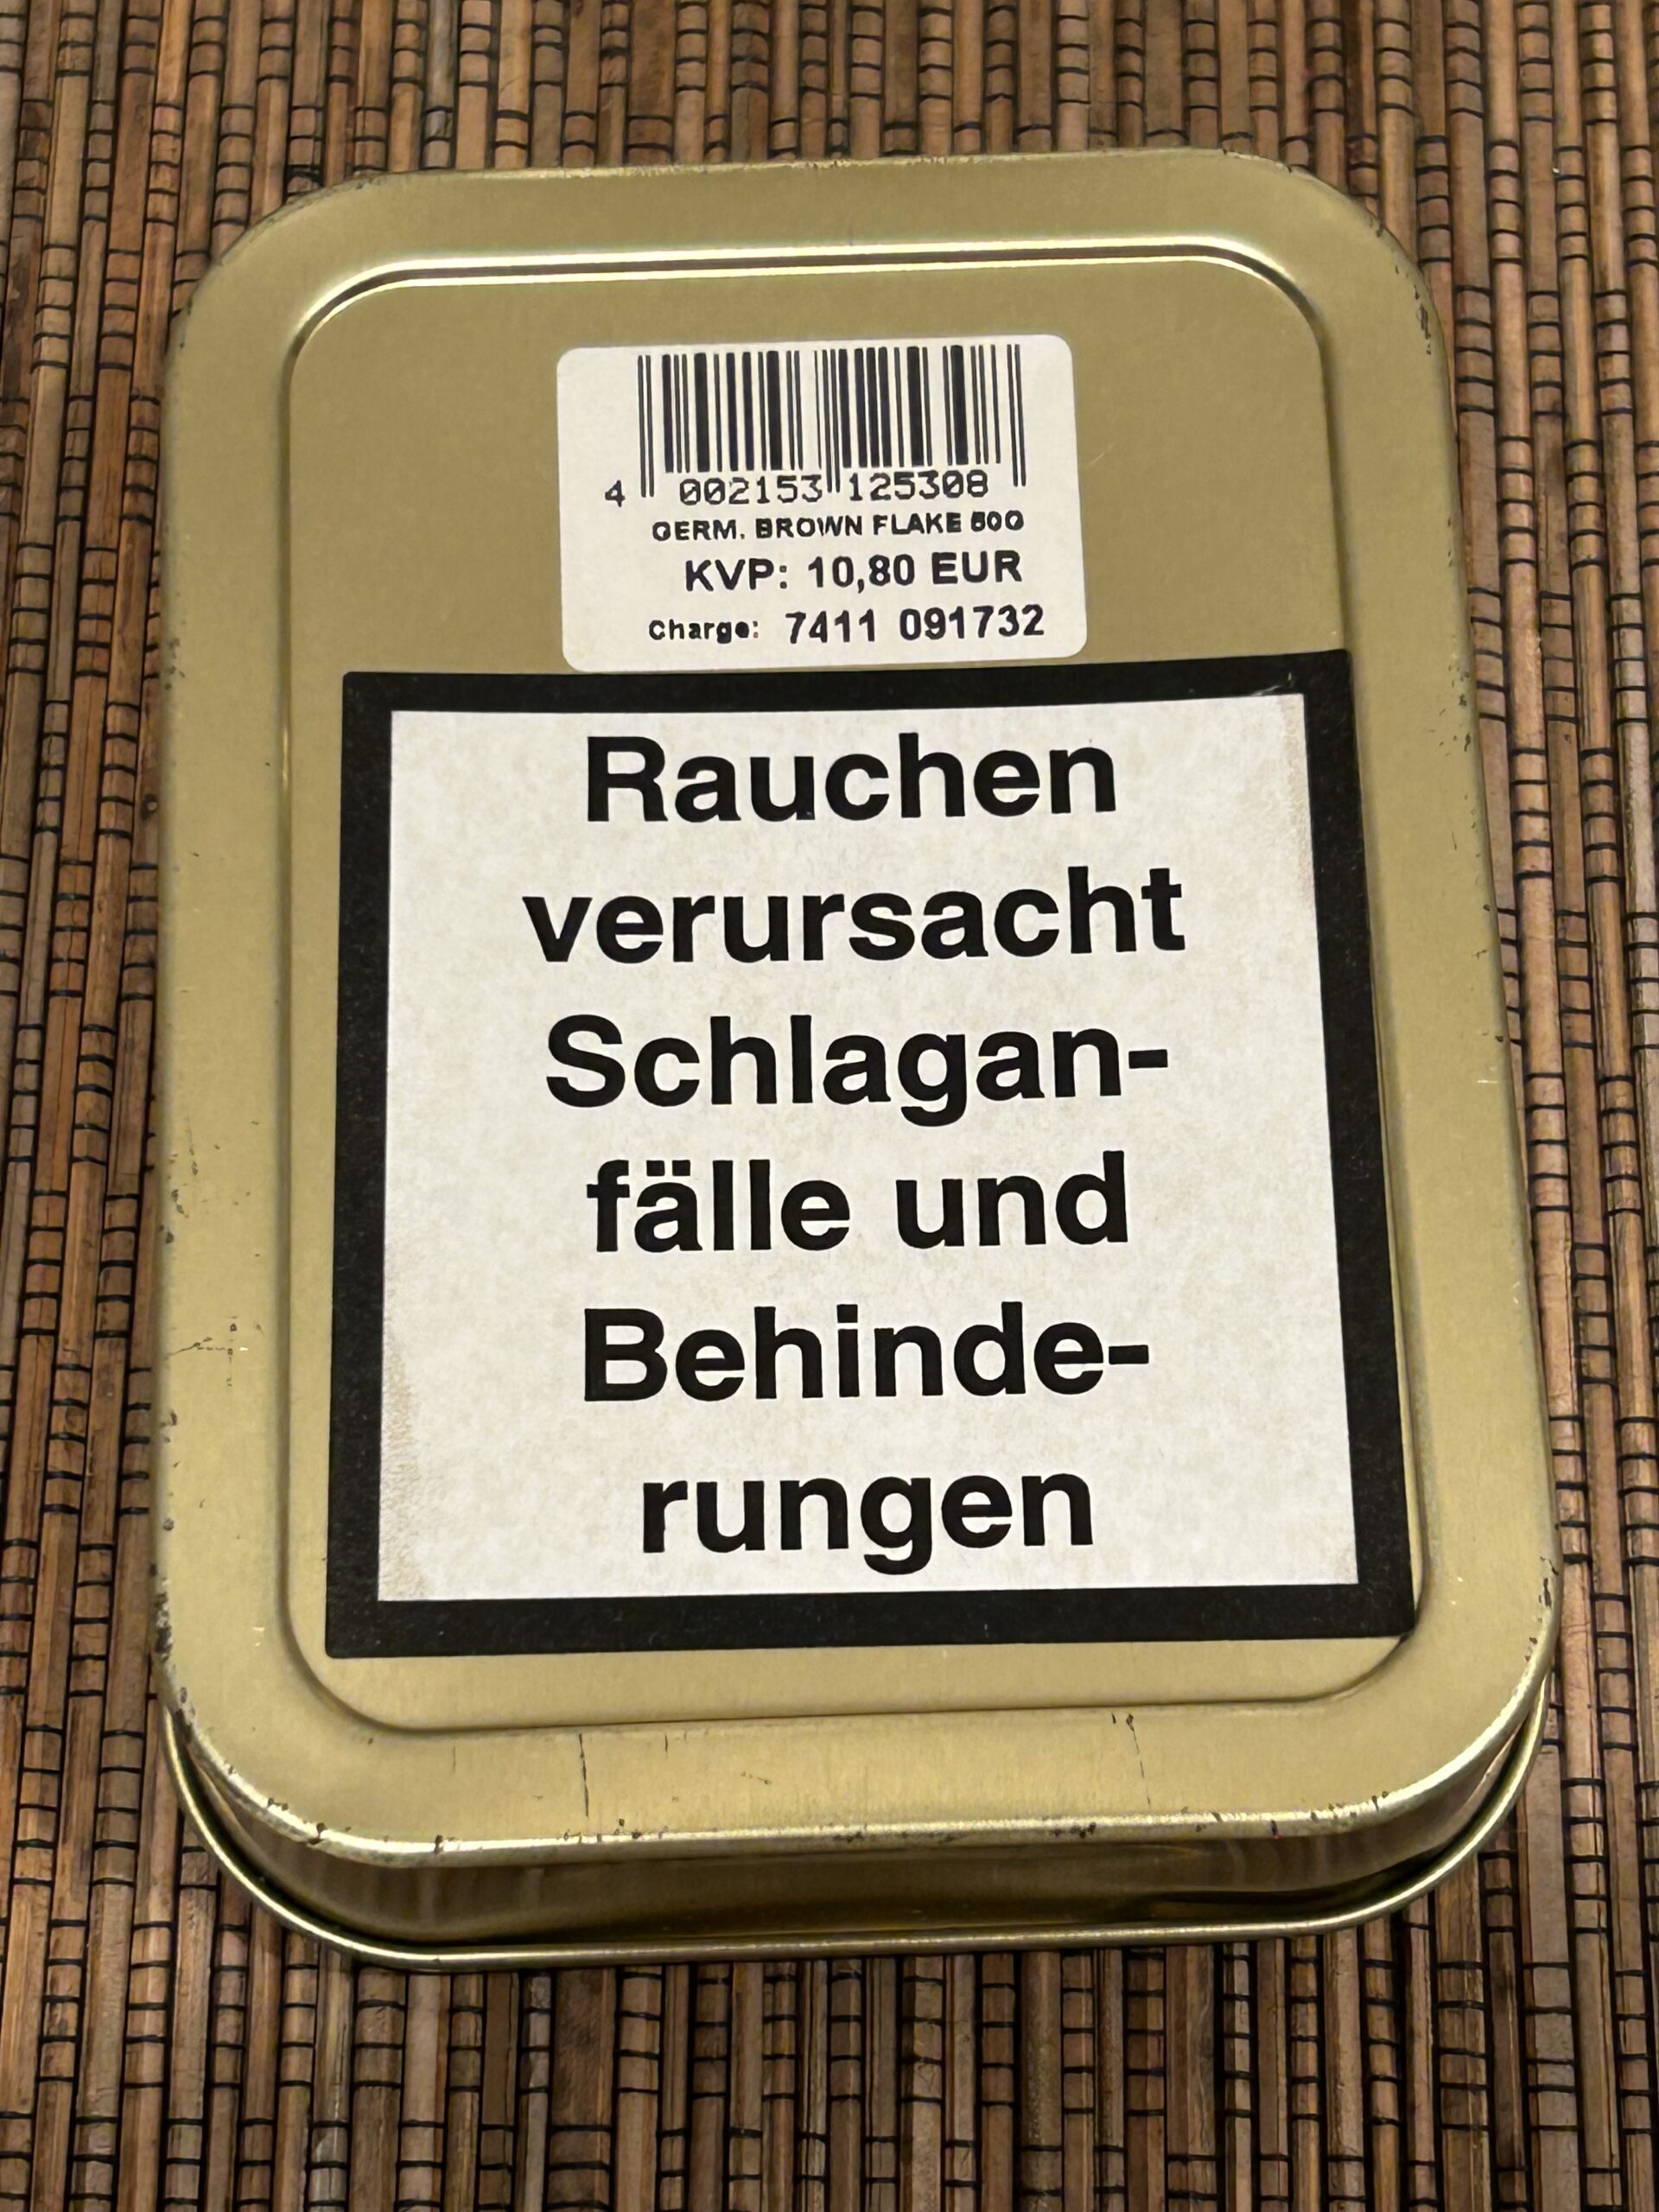 4 002153 125308
GERM. BROWN FLAKE 50G
KVP: 10,80 EUR
Charge: 7411 091732
Rauchen
verursacht
Schlagan-
fälle und
Behinde-
rungen